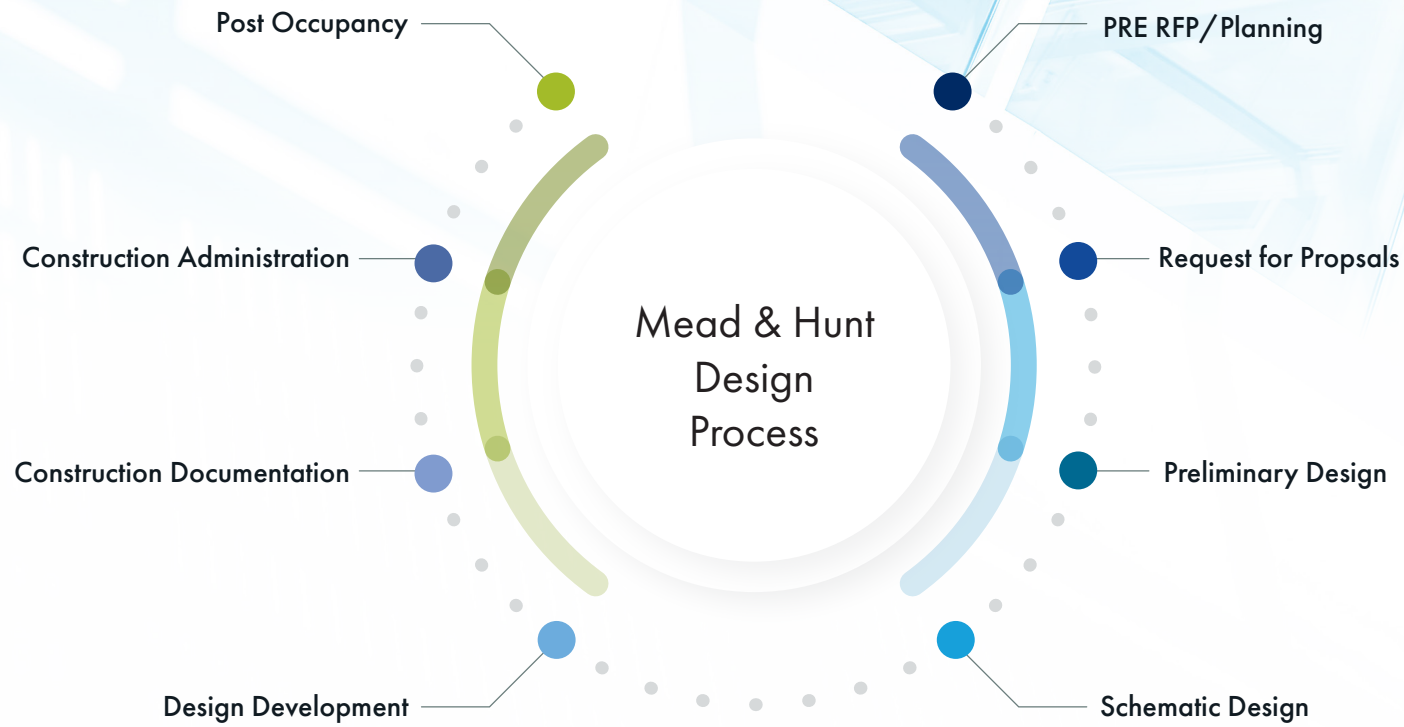 Post Occupancy
PRE RFP/Planning
Construction Administration
Request for Propsals
Mead & Hunt
Design
Process
Construction Documentation
Preliminary Design
Design Development
Schematic Design